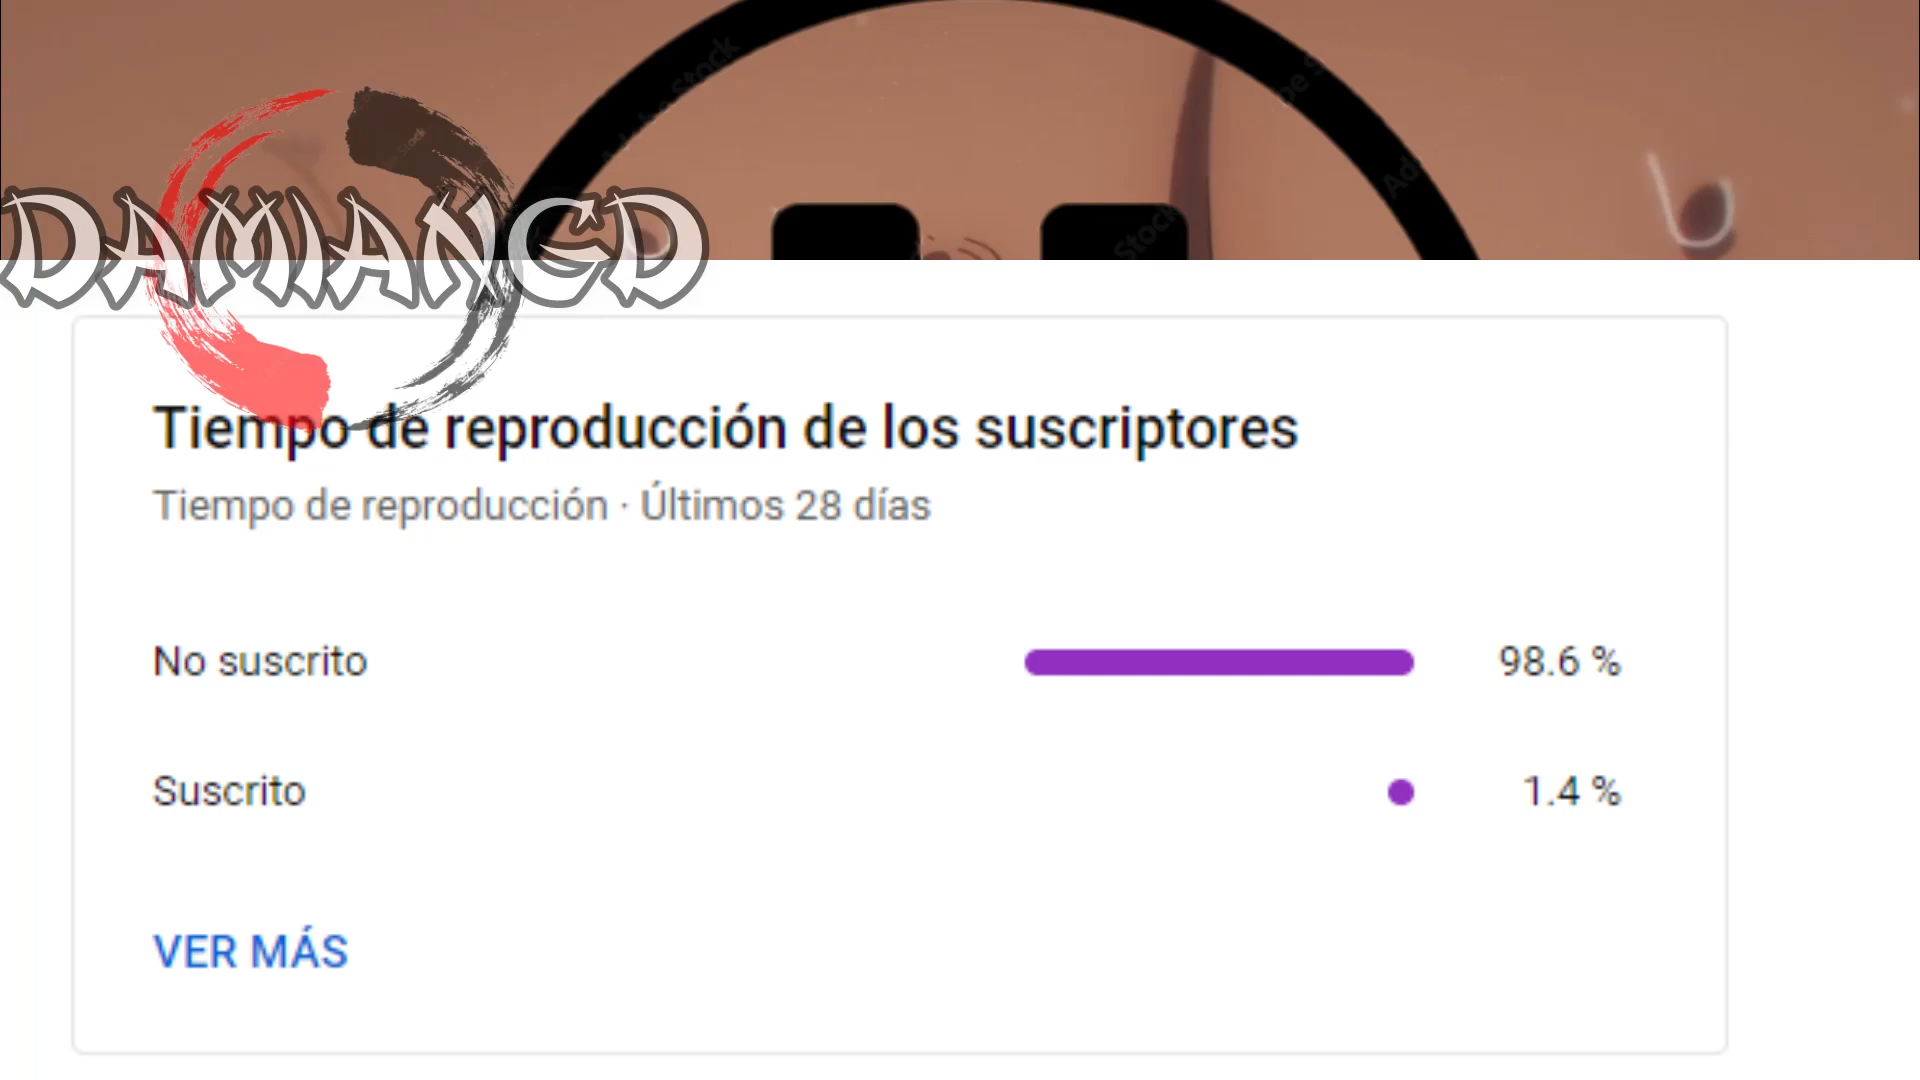 DAMIANGD
Tiempo de reproducción de los suscriptores
Tiempo de reproducción · Últimos 28 días
No suscrito 98.6 %
Suscrito 1.4 %
VER MÁS